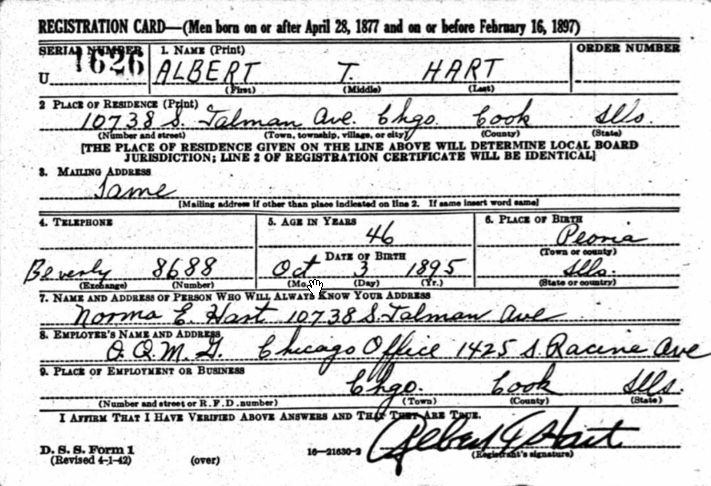 REGISTRATION CARD—(Men born on or after April 28, 1877 and on or before February 16, 1897)
SERIAL NUMBER 1. NAME (Print) ORDER NUMBER
U 1626 ALBERT T. HART
(First) (Middle) (Last)
2 PLACE OF RESIDENCE (Print)
10738 S. Talman Ave. Chgo. Cook Ills.
(Number and street) (Town, township, village, or city) (County) (State)
[THE PLACE OF RESIDENCE GIVEN ON THE LINE ABOVE WILL DETERMINE LOCAL BOARD
JURISDICTION; LINE 2 OF REGISTRATION CERTIFICATE WILL BE IDENTICAL]
3. MAILING ADDRESS
Same
[Mailing address if other than place indicated on line 2. If same insert word same]
4. TELEPHONE 5. AGE IN YEARS 6. PLACE OF BIRTH
46 Peoria
(Town or county)
DATE OF BIRTH
Beverly 8688 Oct 3 1895 Ills.
(Exchange) (Number) (Mo.) (Day) (Yr.) (State or country)
7. NAME AND ADDRESS OF PERSON WHO WILL ALWAYS KNOW YOUR ADDRESS
Norma E. Hart 10738 S. Talman Ave
8. EMPLOYER'S NAME AND ADDRESS
O.Q.M.G. Chicago Office 1425 S. Racine Ave
9. PLACE OF EMPLOYMENT OR BUSINESS
Chgo. Cook Ills.
(Number and street or R. F. D. number) (Town) (County) (State)
I AFFIRM THAT I HAVE VERIFIED ABOVE ANSWERS AND THAT THEY ARE TRUE.
Albert T Hart
D. S. S. Form 1
(Revised 4-1-42) (over) 16—21630-2 (Registrant's signature)